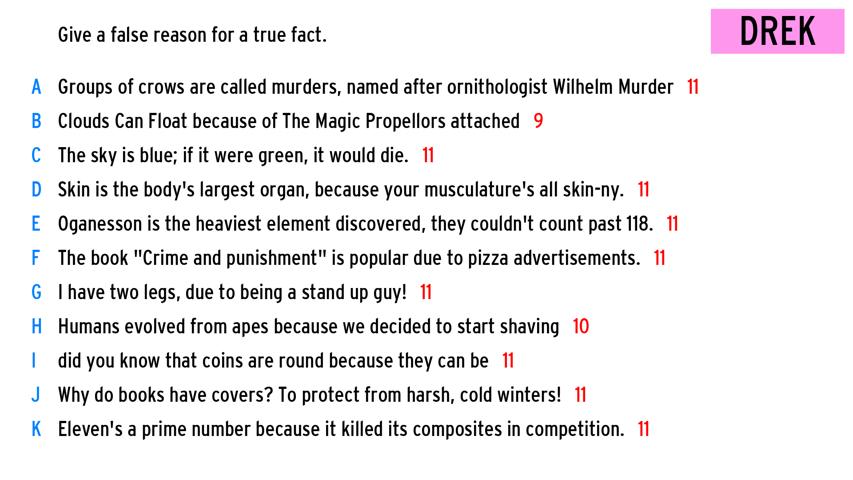 Give a false reason for a true fact.
DREK
A Groups of crows are called murders, named after ornithologist Wilhelm Murder 11
B Clouds Can Float because of The Magic Propellors attached 9
C The sky is blue; if it were green, it would die. 11
D Skin is the body's largest organ, because your musculature's all skin-ny. 11
E Oganesson is the heaviest element discovered, they couldn't count past 118. 11
F The book "Crime and punishment" is popular due to pizza advertisements. 11
G I have two legs, due to being a stand up guy! 11
H Humans evolved from apes because we decided to start shaving 10
I did you know that coins are round because they can be 11
J Why do books have covers? To protect from harsh, cold winters! 11
K Eleven's a prime number because it killed its composites in competition. 11